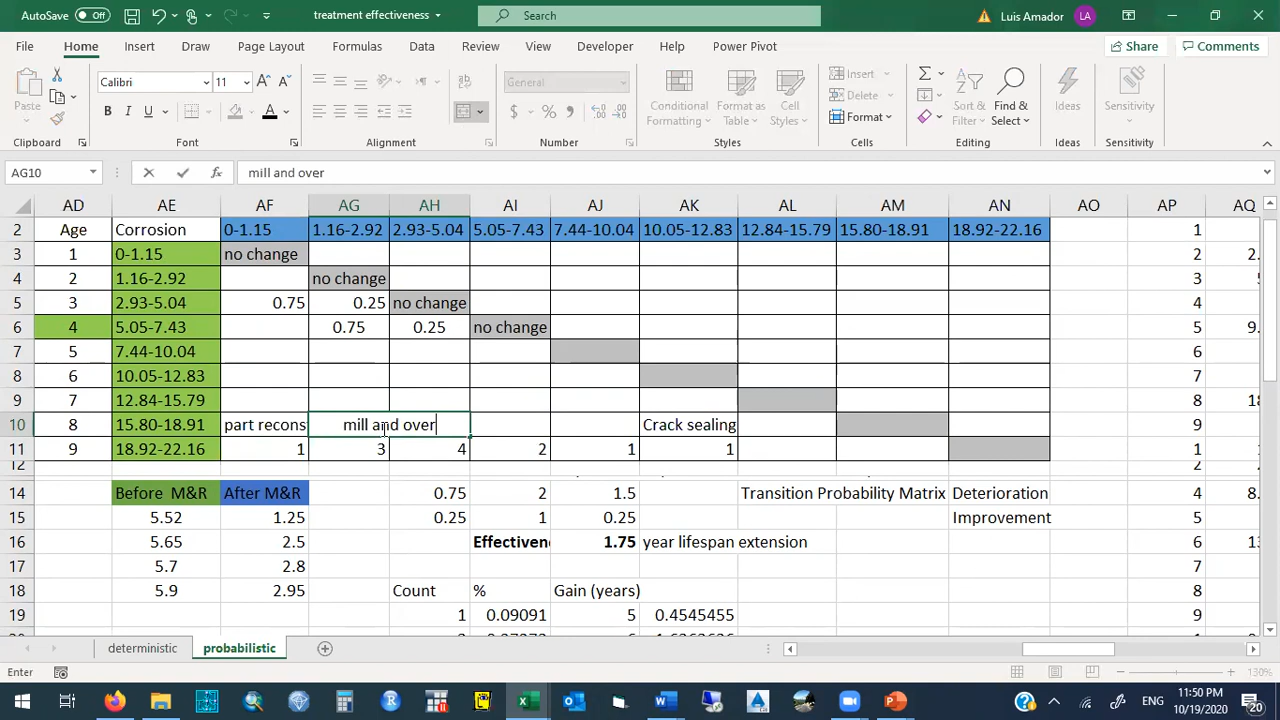 AutoSave Off treatment effectiveness Search Luis Amador LA
File Home Insert Draw Page Layout Formulas Data Review View Developer Help Power Pivot Share Comments
Paste Calibri 11 General Conditional Formatting Format as Table Cell Styles Insert Delete Format Sort & Filter Find & Select Ideas Sensitivity
Clipboard Font Alignment Number Styles Cells Editing Ideas Sensitivity
AG10 mill and over
AD AE AF AG AH AI AJ AK AL AM AN AO AP AQ
2 Age Corrosion 0-1.15 1.16-2.92 2.93-5.04 5.05-7.43 7.44-10.04 10.05-12.83 12.84-15.79 15.80-18.91 18.92-22.16 1
3 1 0-1.15 no change 2 2.
4 2 1.16-2.92 no change 3
5 3 2.93-5.04 0.75 0.25 no change 4
6 4 5.05-7.43 0.75 0.25 no change 5 9.
7 5 7.44-10.04 6
8 6 10.05-12.83 7
9 7 12.84-15.79 8 18
10 8 15.80-18.91 part recons mill and over Crack sealing 9
11 9 18.92-22.16 1 3 4 2 1 1 1 1
12 2
14 Before M&R After M&R 0.75 2 1.5 Transition Probability Matrix Deterioration 4 8.
15 5.52 1.25 0.25 1 0.25 Improvement 5
16 5.65 2.5 Effectiven 1.75 year lifespan extension 6 13
17 5.7 2.8 7
18 5.9 2.95 Count % Gain (years) 8
19 1 0.09091 5 0.4545455 9
deterministic probabilistic
Enter 130%
ENG 11:50 PM 10/19/2020 20